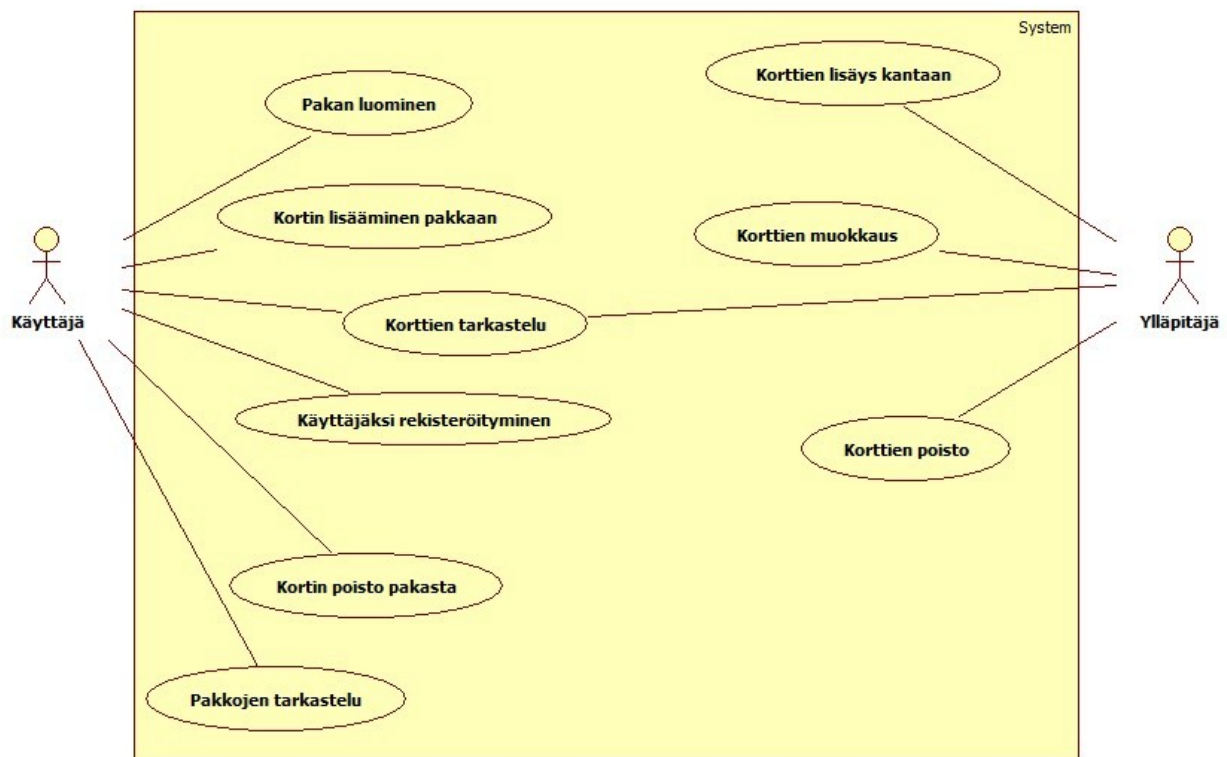 System
Korttien lisäys kantaan
Pakan luominen
Kortin lisääminen pakkaan
Korttien muokkaus
Käyttäjä
Korttien tarkastelu
Ylläpitäjä
Käyttäjäksi rekisteröityminen
Korttien poisto
Kortin poisto pakasta
Pakkojen tarkastelu